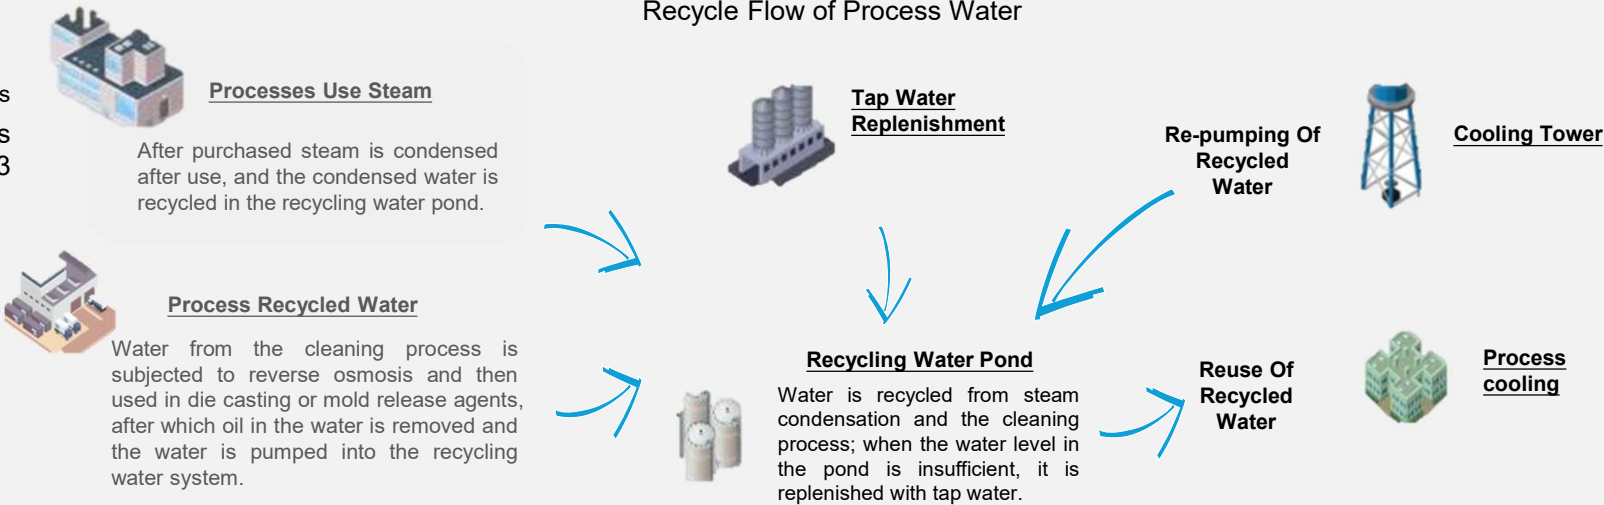 Recycle Flow of Process Water
s
s
3
Processes Use Steam
After purchased steam is condensed
after use, and the condensed water is
recycled in the recycling water pond.
Process Recycled Water
Water from the cleaning process is
subjected to reverse osmosis and then
used in die casting or mold release agents,
after which oil in the water is removed and
the water is pumped into the recycling
water system.
Tap Water
Replenishment
Recycling Water Pond
Water is recycled from steam
condensation and the cleaning
process; when the water level in
the pond is insufficient, it is
replenished with tap water.
Re-pumping Of
Recycled
Water
Cooling Tower
Reuse Of
Recycled
Water
Process
cooling